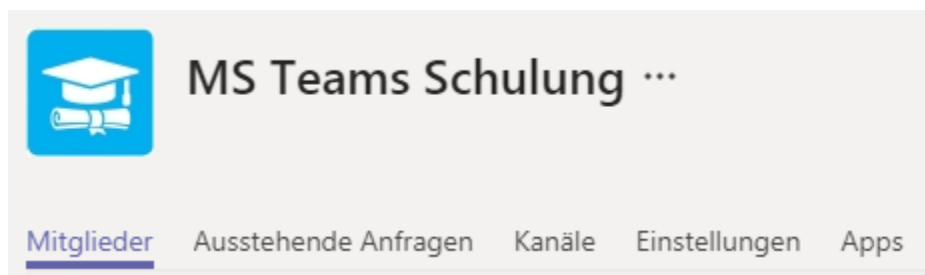 MS Teams Schulung ···
Mitglieder Ausstehende Anfragen Kanäle Einstellungen Apps